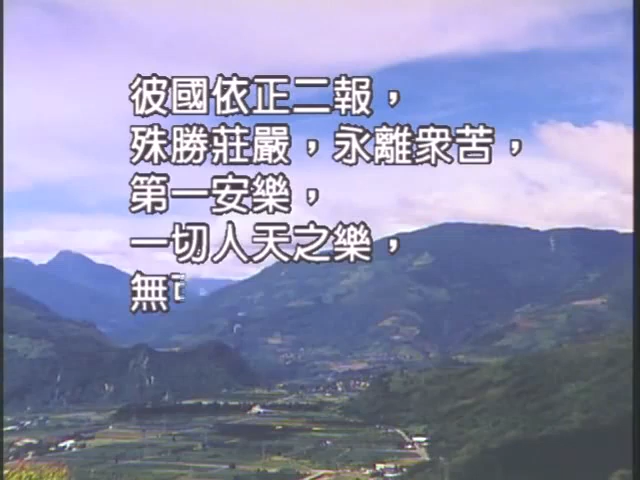 彼國依正二報，
殊勝莊嚴，永離眾苦，
第一安樂，
一切人天之樂，
無